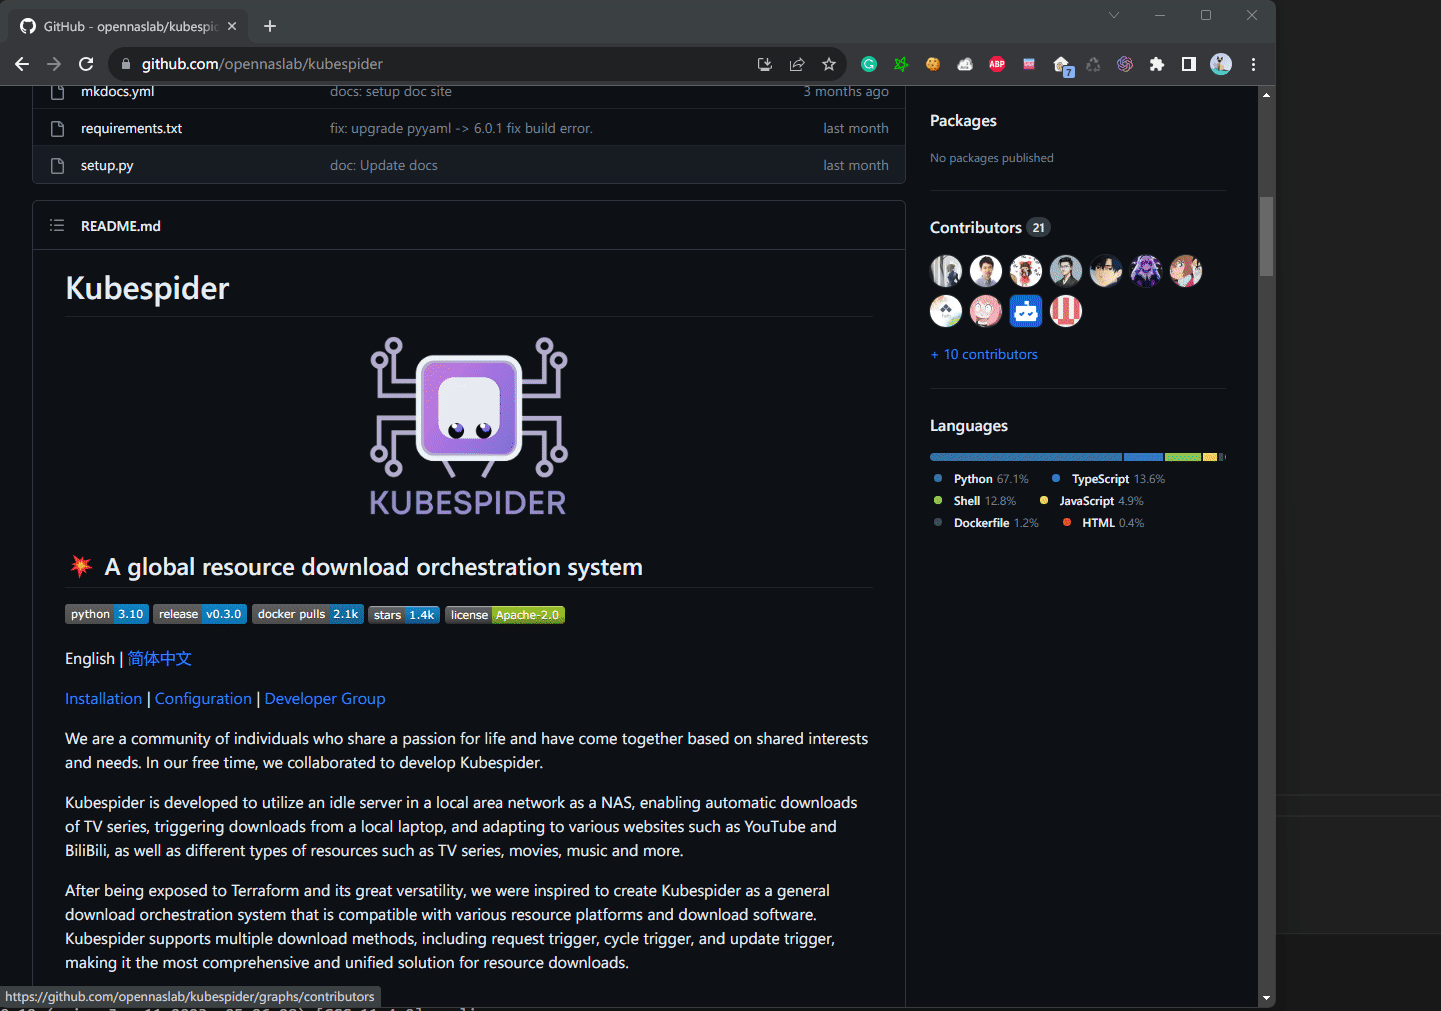 GitHub - opennaslab/kubespi
github.com/opennaslab/kubespider
ABP
7
mkdocs.yml docs: setup doc site 3 months ago
requirements.txt fix: upgrade pyyaml -> 6.0.1 fix build error. last month
setup.py doc: Update docs last month
README.md
Kubespider
KUBESPIDER
A global resource download orchestration system
python 3.10 release v0.3.0 docker pulls 2.1k stars 1.4k license Apache-2.0
English | 简体中文
Installation | Configuration | Developer Group
We are a community of individuals who share a passion for life and have come together based on shared interests
and needs. In our free time, we collaborated to develop Kubespider.
Kubespider is developed to utilize an idle server in a local area network as a NAS, enabling automatic downloads
of TV series, triggering downloads from a local laptop, and adapting to various websites such as YouTube and
BiliBili, as well as different types of resources such as TV series, movies, music and more.
After being exposed to Terraform and its great versatility, we were inspired to create Kubespider as a general
download orchestration system that is compatible with various resource platforms and download software.
Kubespider supports multiple download methods, including request trigger, cycle trigger, and update trigger,
making it the most comprehensive and unified solution for resource downloads.
Packages
No packages published
Contributors 21
+ 10 contributors
Languages
Python 67.1% TypeScript 13.6%
Shell 12.8% JavaScript 4.9%
Dockerfile 1.2% HTML 0.4%
https://github.com/opennaslab/kubespider/graphs/contributors